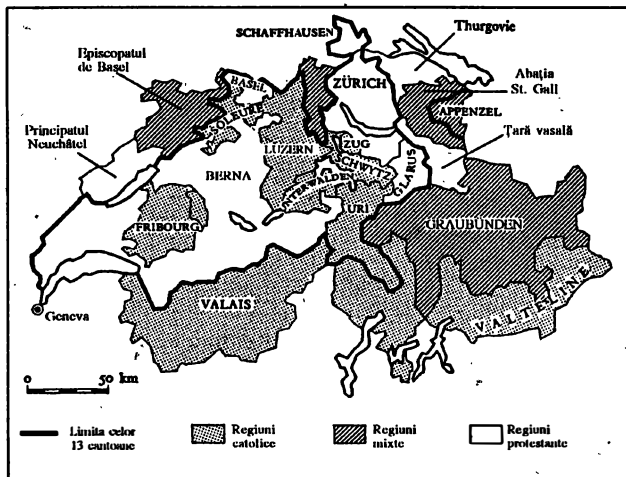 SCHAFFHAUSEN
Thurgovie
Episcopatul
de Basel
Abația
St. Gall
BASEL
ZÜRICH
SOLEURE
APPENZEL
Principatul
Neuchâtel
LUZERN
ZUG
Țară vasală
SCHWYTZ
BERNA
UNTERWALDEN
GLARUS
FRIBOURG
URI
GRAUBÜNDEN
VALAIS
VALTELINE
Geneva
0 50
km
Limita celor
13 cantoane
Regiuni
catolice
Regiuni
mixte
Regiuni
protestante